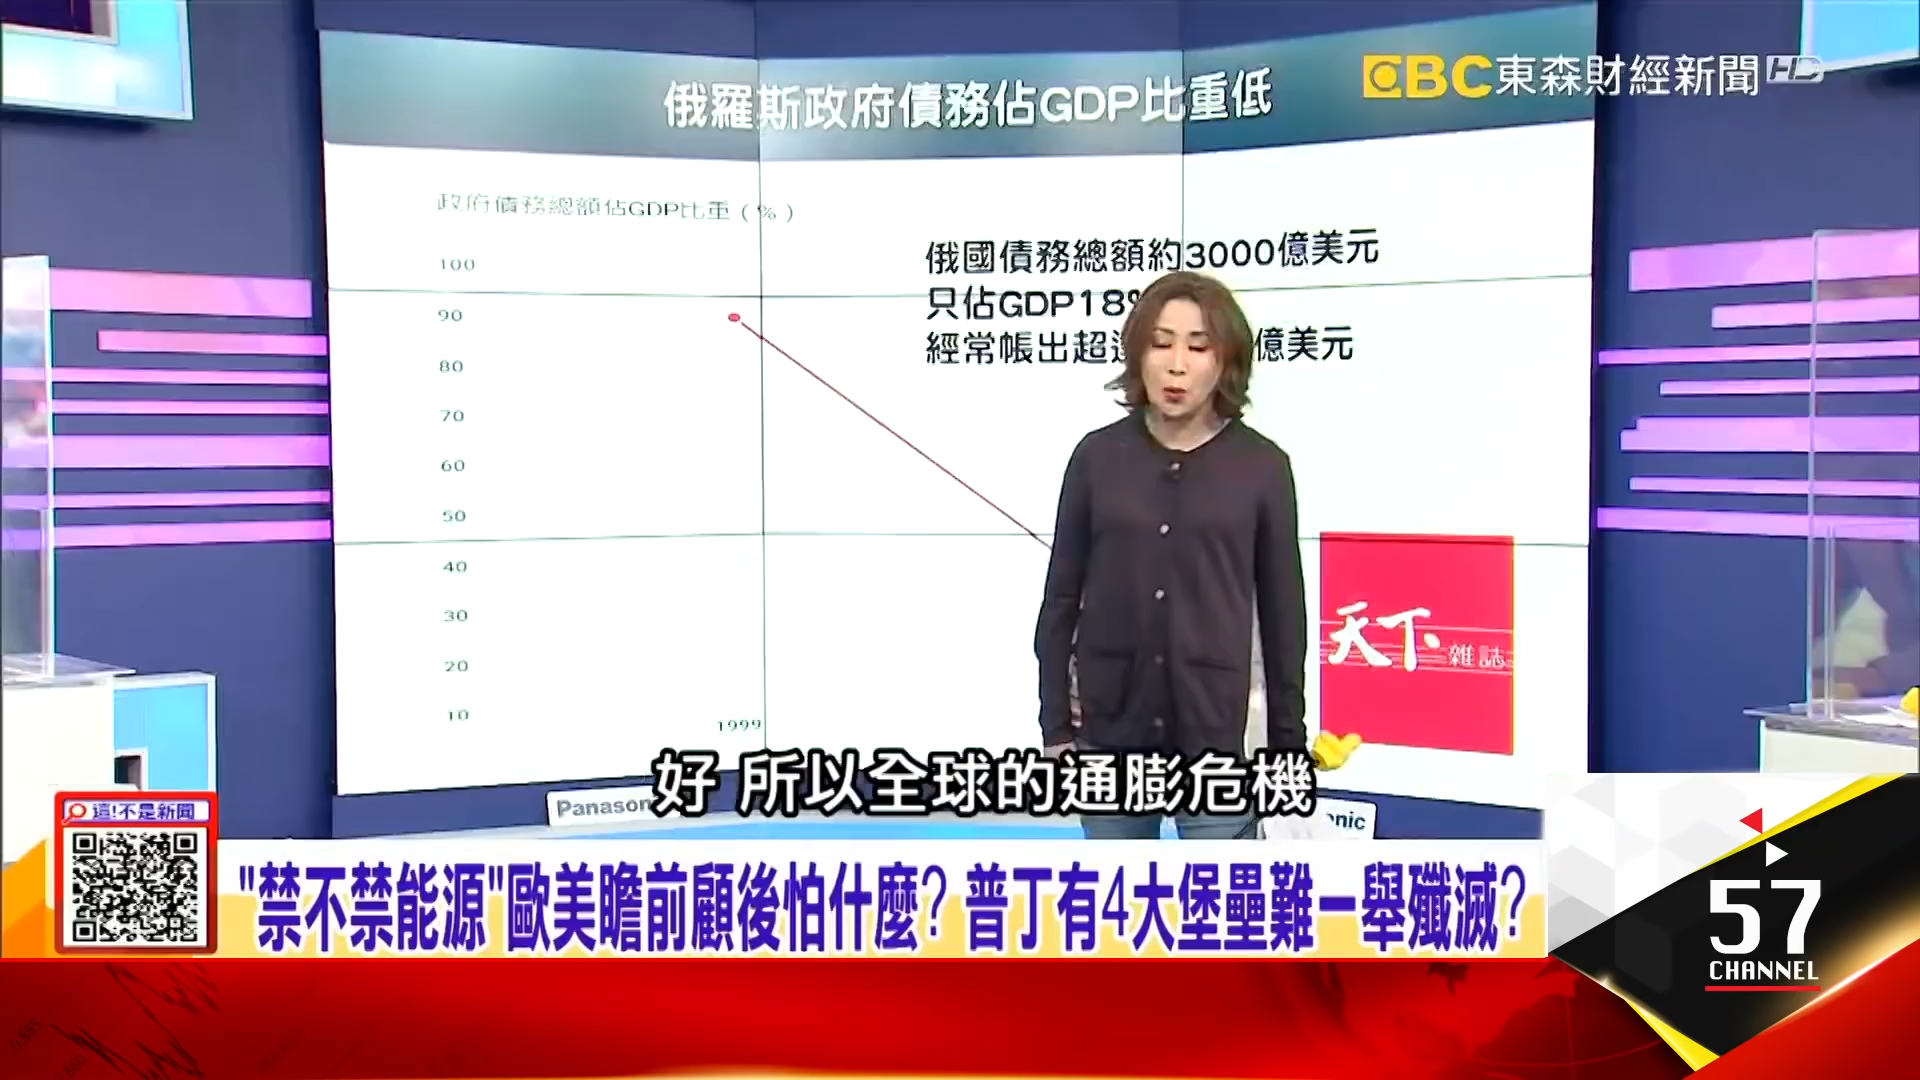 俄羅斯政府債務佔GDP比重低
EBC東森財經新聞HD
政府債務總額佔GDP比重（%）
俄國債務總額約3000億美元
只佔GDP18%
經常帳出超
億美元
100
90
80
70
60
50
40
30
20
10
1999
天下雜誌
Panason
nic
好 所以全球的通膨危機
這!不是新聞
"禁不禁能源"歐美瞻前顧後怕什麼? 普丁有4大堡壘難一舉殲滅?
57
CHANNEL